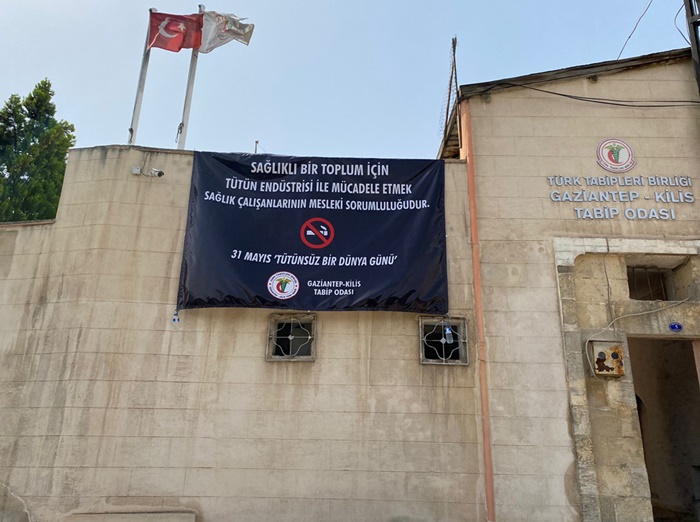 SAĞLIKLI BİR TOPLUM İÇİN
TÜTÜN ENDÜSTRİSİ İLE MÜCADELE ETMEK
SAĞLIK ÇALIŞANLARININ MESLEKİ SORUMLULUĞUDUR.
31 MAYIS 'TÜTÜNSÜZ BİR DÜNYA GÜNÜ'
GAZİANTEP-KİLİS
TABİP ODASI
TÜRK TABİPLERİ BİRLİĞİ
GAZİANTEP - KİLİS
TABİP ODASI